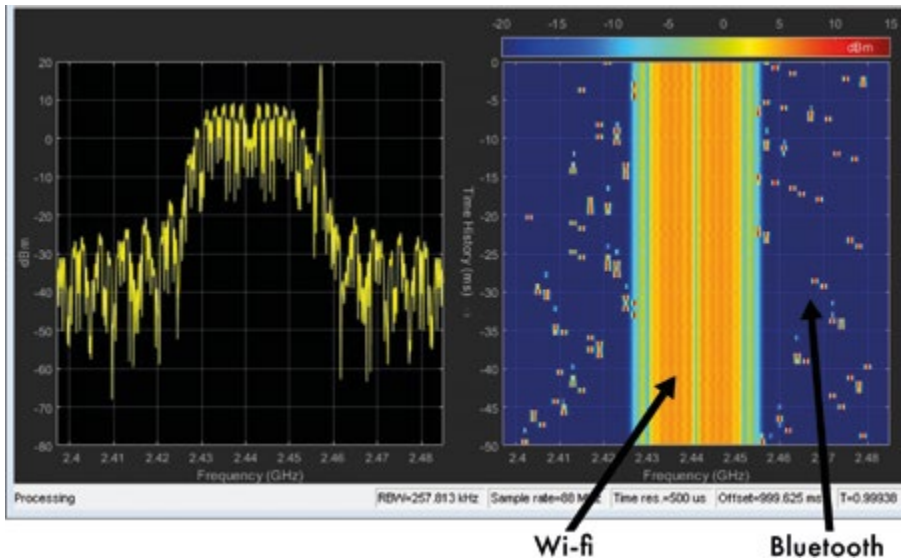 -20 -15 -10 -5 0 5 10 15
dBm
20
10
0
-10
-20
-30
-40
-50
-60
-70
-80
dBm
2.4 2.41 2.42 2.43 2.44 2.45 2.46 2.47 2.48
Frequency (GHz)
0
-5
-10
-15
-20
-25
-30
-35
-40
-45
-50
Time History (ms)
2.4 2.41 2.42 2.43 2.44 2.45 2.46 2.47 2.48
Frequency (GHz)
Processing RBW=257.813 kHz Sample rate=88 MHz Time res.=500 us Offset=999.625 ms T=0.99938
Wi-fi Bluetooth